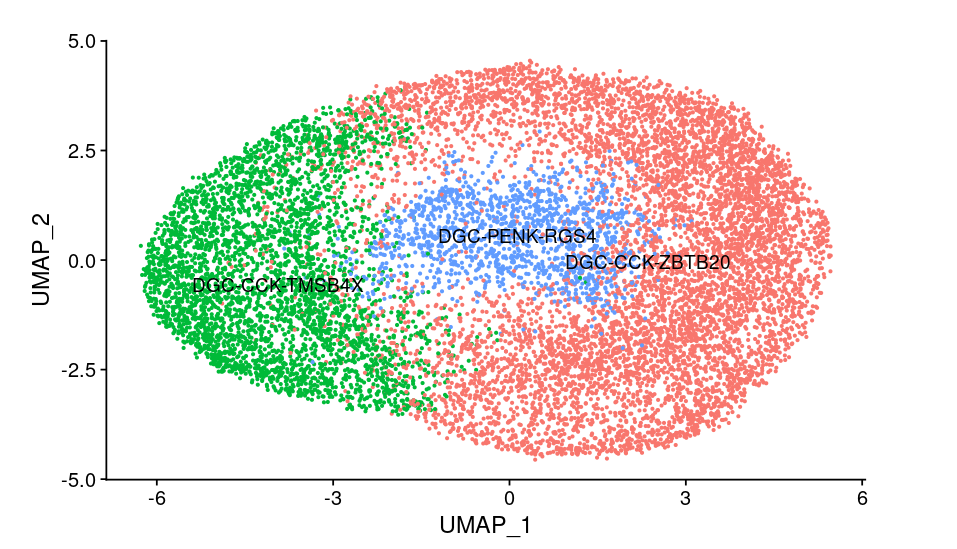 5.0
2.5
0.0
-2.5
-5.0
UMAP_2
DGC-PENK-RGS4
DGC-CCK-ZBTB20
DGC-CCK-TMSB4X
-6
-3
0
3
6
UMAP_1